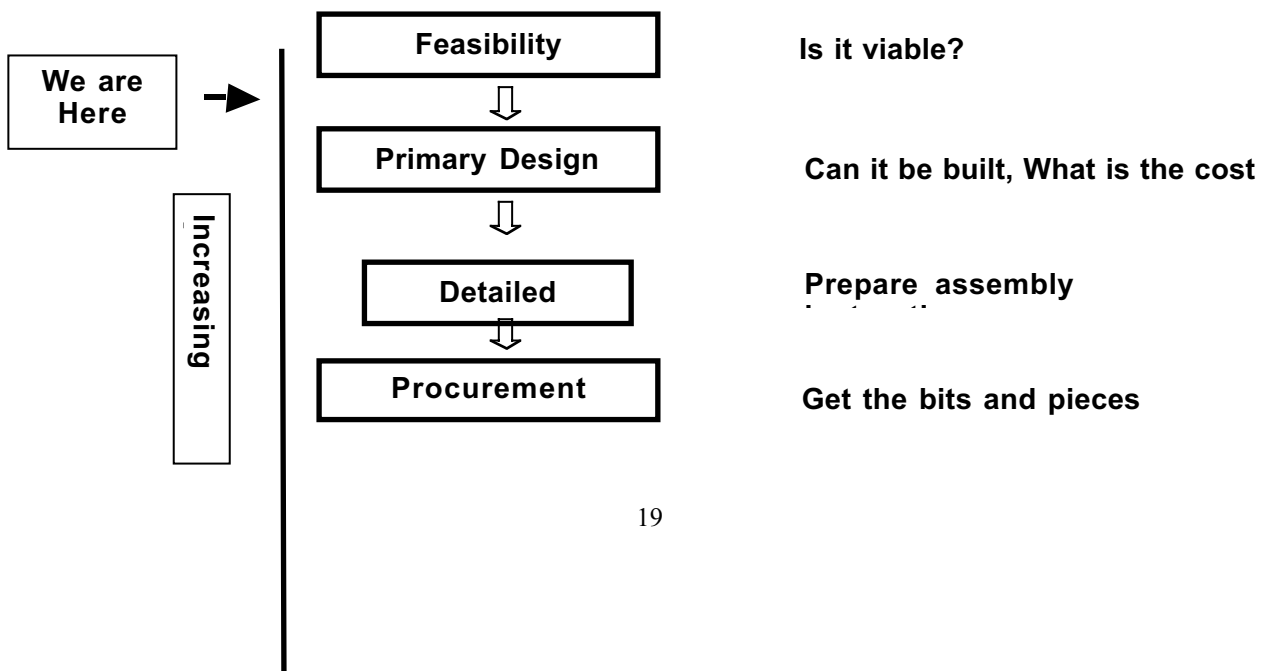 Feasibility
Is it viable?
We are
Here
Primary Design
Can it be built, What is the cost
Increasing
Detailed
Prepare assembly
Procurement
Get the bits and pieces
19